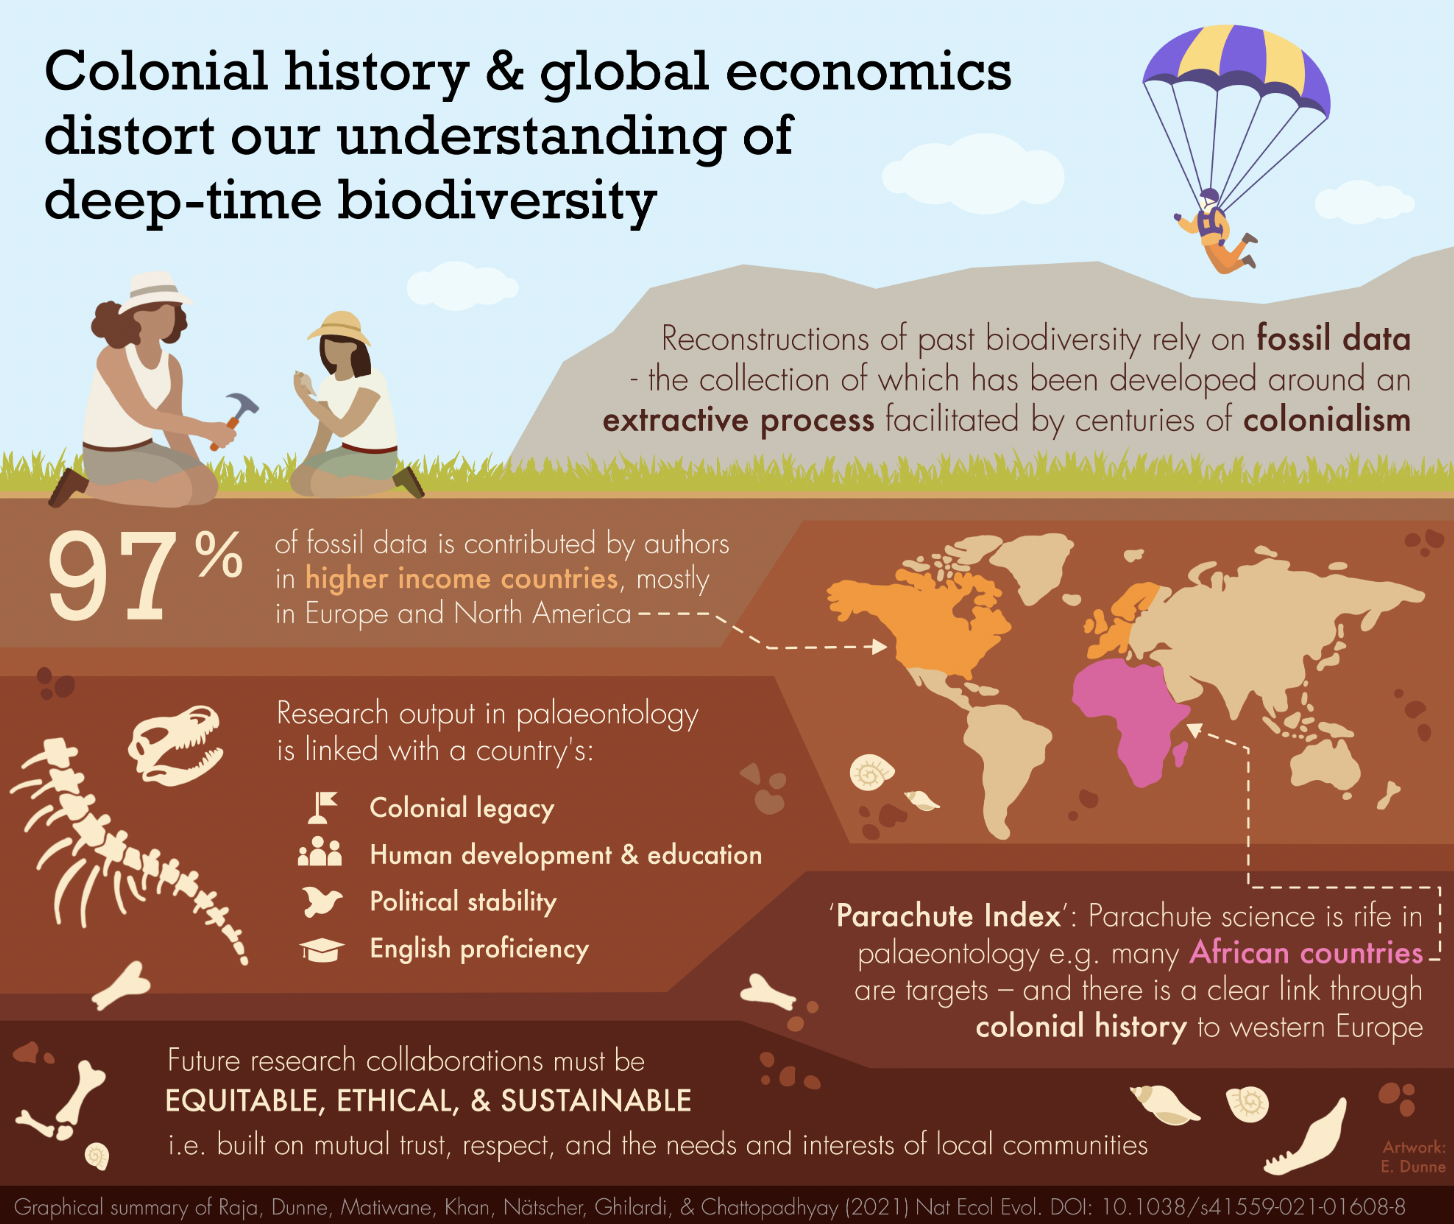 Colonial history & global economics
distort our understanding of
deep-time biodiversity
Reconstructions of past biodiversity rely on fossil data
- the collection of which has been developed around an
extractive process facilitated by centuries of colonialism
97%
of fossil data is contributed by authors
in higher income countries, mostly
in Europe and North America
Research output in palaeontology
is linked with a country's:
Colonial legacy
Human development & education
Political stability
English proficiency
‘Parachute Index’: Parachute science is rife in
palaeontology e.g. many African countries
are targets – and there is a clear link through
colonial history to western Europe
Future research collaborations must be
EQUITABLE, ETHICAL, & SUSTAINABLE
i.e. built on mutual trust, respect, and the needs and interests of local communities
Artwork:
E. Dunne
Graphical summary of Raja, Dunne, Matiwane, Khan, Nätscher, Ghilardi, & Chattopadhyay (2021) Nat Ecol Evol. DOI: 10.1038/s41559-021-01608-8